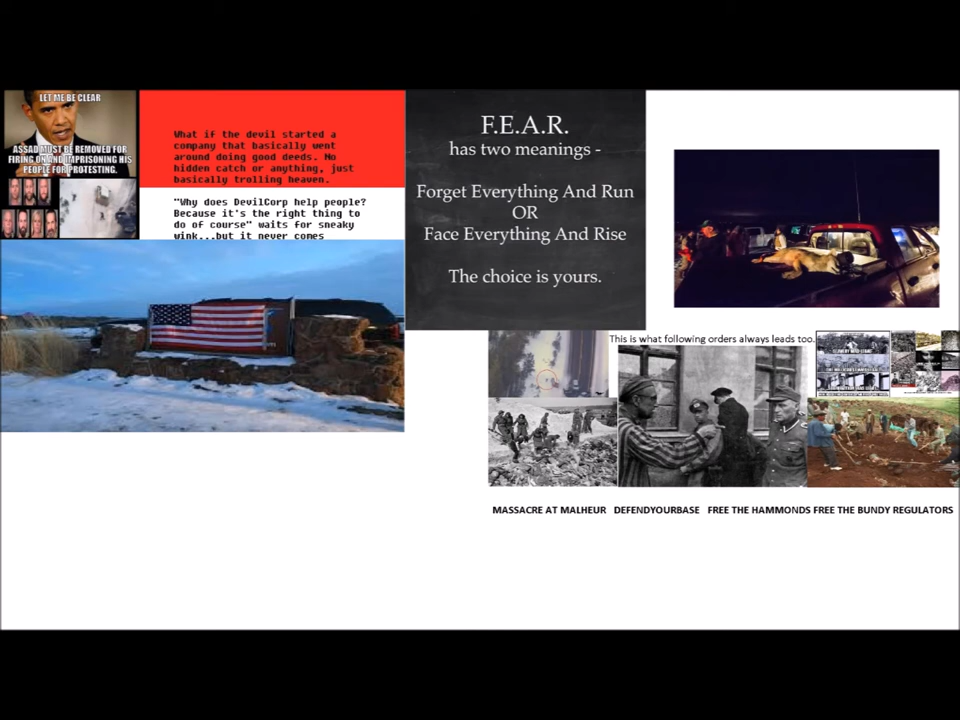 LET ME BE CLEAR
ASSAD MUST BE REMOVED FOR
FIRING ON AND IMPRISONING HIS
PEOPLE FOR PROTESTING.
What if the devil started a
company that basically went
around doing good deeds. No
hidden catch or anything, just
basically trolling heaven.
"Why does DevilCorp help people?
Because it's the right thing to
do of course" waits for sneaky
wink...but it never comes
F.E.A.R.
has two meanings -
Forget Everything And Run
OR
Face Everything And Rise
The choice is yours.
This is what following orders always leads too.
MASSACRE AT MALHEUR DEFENDYOURBASE FREE THE HAMMONDS FREE THE BUNDY REGULATORS